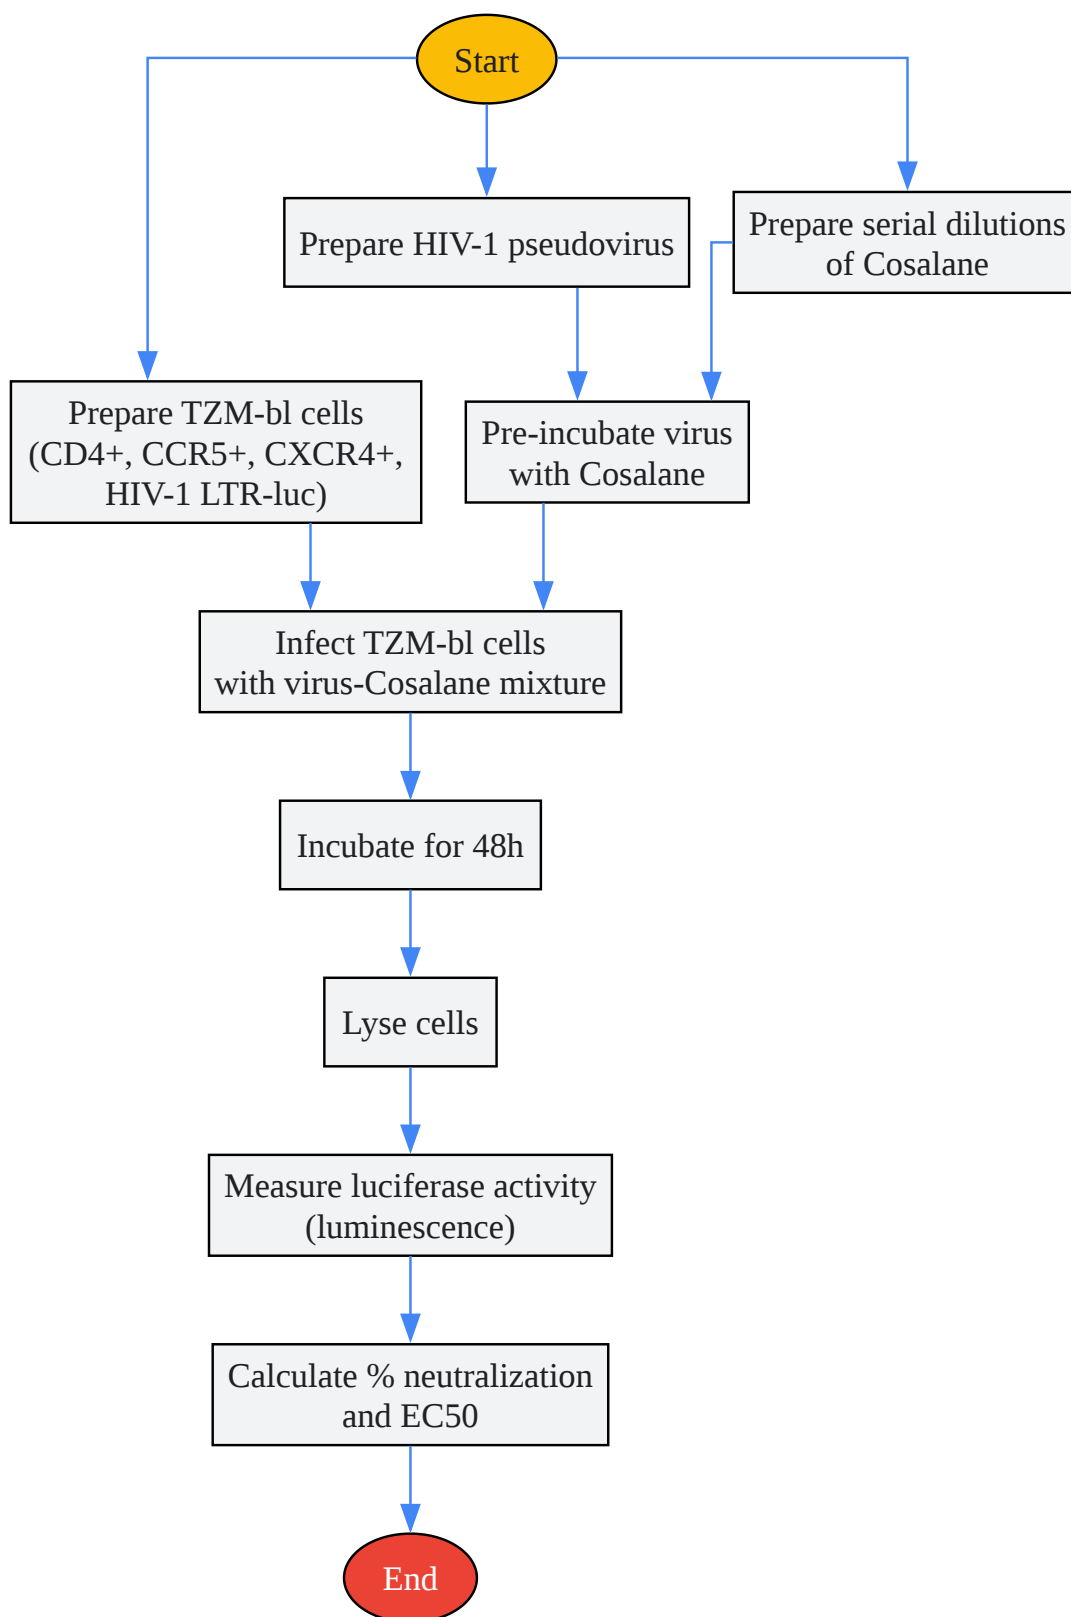 Start
Prepare HIV-1 pseudovirus
Prepare serial dilutions
of Cosalane
Prepare TZM-bl cells
(CD4+, CCR5+, CXCR4+,
HIV-1 LTR-luc)
Pre-incubate virus
with Cosalane
Infect TZM-bl cells
with virus-Cosalane mixture
Incubate for 48h
Lyse cells
Measure luciferase activity
(luminescence)
Calculate % neutralization
and EC50
End